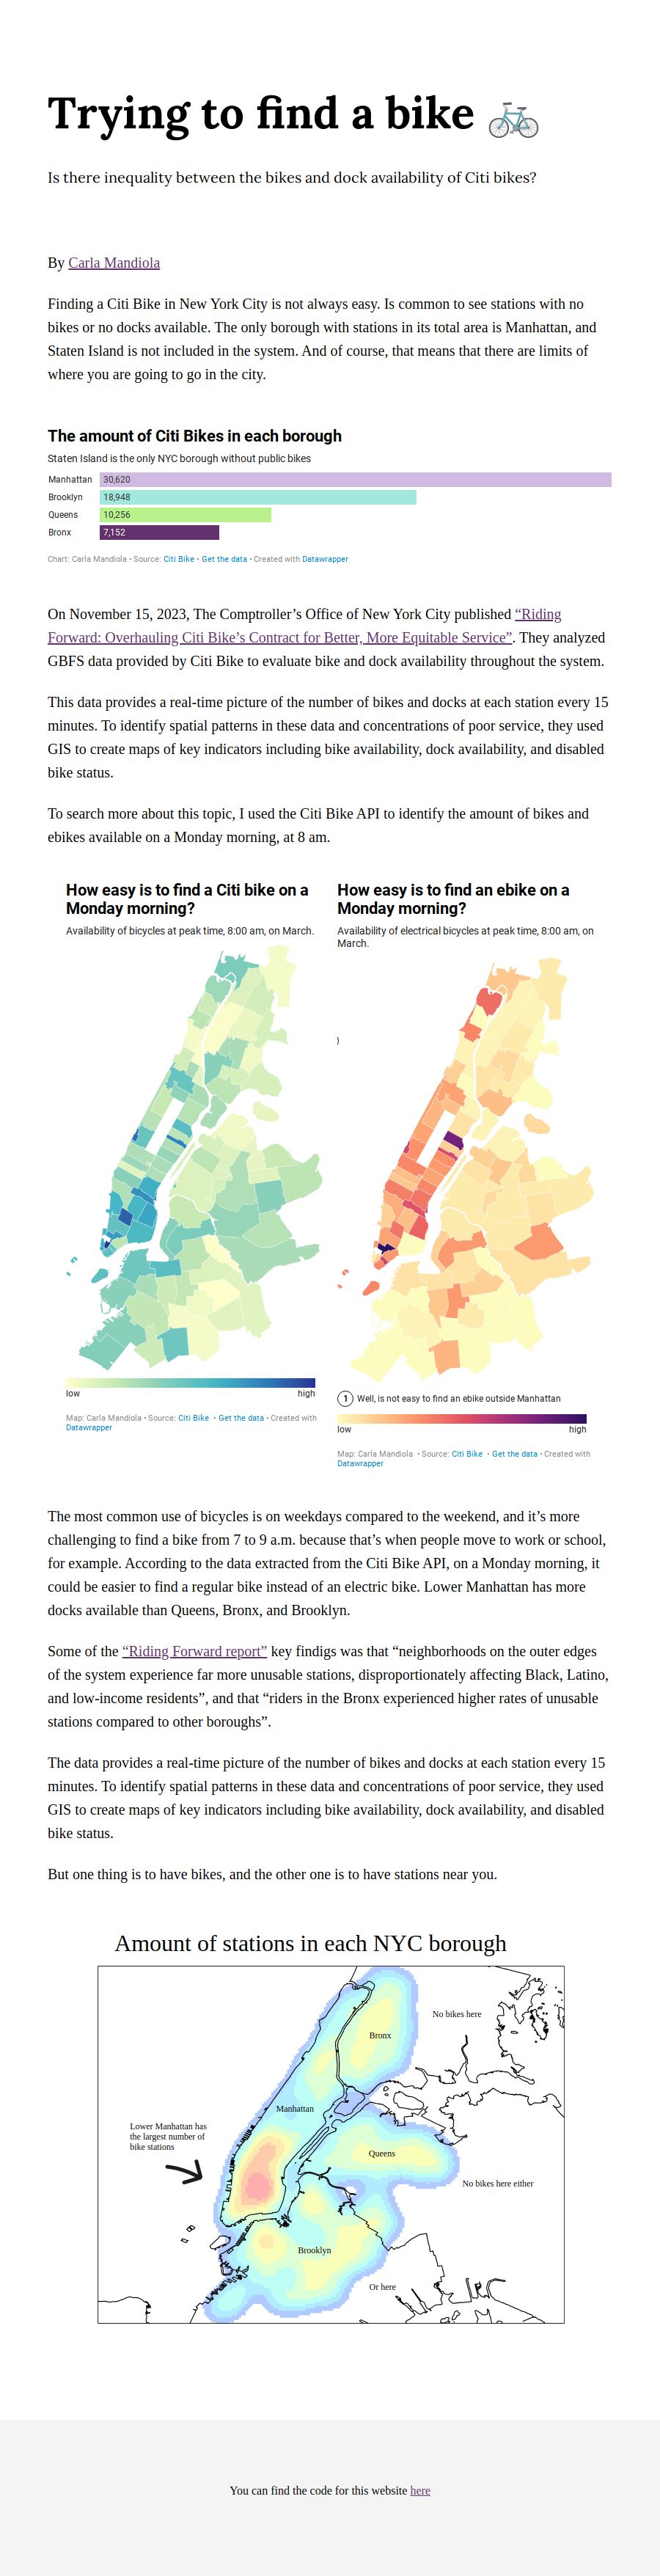 Trying to find a bike 🚲
Is there inequality between the bikes and dock availability of Citi bikes?
By Carla Mandiola
Finding a Citi Bike in New York City is not always easy. Is common to see stations with no
bikes or no docks available. The only borough with stations in its total area is Manhattan, and
Staten Island is not included in the system. And of course, that means that there are limits of
where you are going to go in the city.
The amount of Citi Bikes in each borough
Staten Island is the only NYC borough without public bikes
Manhattan 30,620
Brooklyn 18,948
Queens 10,256
Bronx 7,152
Chart: Carla Mandiola • Source: Citi Bike • Get the data • Created with Datawrapper
On November 15, 2023, The Comptroller’s Office of New York City published “Riding
Forward: Overhauling Citi Bike’s Contract for Better, More Equitable Service”. They analyzed
GBFS data provided by Citi Bike to evaluate bike and dock availability throughout the system.
This data provides a real-time picture of the number of bikes and docks at each station every 15
minutes. To identify spatial patterns in these data and concentrations of poor service, they used
GIS to create maps of key indicators including bike availability, dock availability, and disabled
bike status.
To search more about this topic, I used the Citi Bike API to identify the amount of bikes and
ebikes available on a Monday morning, at 8 am.
How easy is to find a Citi bike on a
Monday morning?
Availability of bicycles at peak time, 8:00 am, on March.
low high
Map: Carla Mandiola • Source: Citi Bike • Get the data • Created with
Datawrapper
How easy is to find an ebike on a
Monday morning?
Availability of electrical bicycles at peak time, 8:00 am, on
March.
)
1 Well, is not easy to find an ebike outside Manhattan
low high
Map: Carla Mandiola • Source: Citi Bike • Get the data • Created with
Datawrapper
The most common use of bicycles is on weekdays compared to the weekend, and it’s more
challenging to find a bike from 7 to 9 a.m. because that’s when people move to work or school,
for example. According to the data extracted from the Citi Bike API, on a Monday morning, it
could be easier to find a regular bike instead of an electric bike. Lower Manhattan has more
docks available than Queens, Bronx, and Brooklyn.
Some of the “Riding Forward report” key findigs was that “neighborhoods on the outer edges
of the system experience far more unusable stations, disproportionately affecting Black, Latino,
and low-income residents”, and that “riders in the Bronx experienced higher rates of unusable
stations compared to other boroughs”.
The data provides a real-time picture of the number of bikes and docks at each station every 15
minutes. To identify spatial patterns in these data and concentrations of poor service, they used
GIS to create maps of key indicators including bike availability, dock availability, and disabled
bike status.
But one thing is to have bikes, and the other one is to have stations near you.
Amount of stations in each NYC borough
No bikes here
Bronx
Manhattan
Lower Manhattan has
the largest number of
bike stations
Queens
No bikes here either
Brooklyn
Or here
You can find the code for this website here